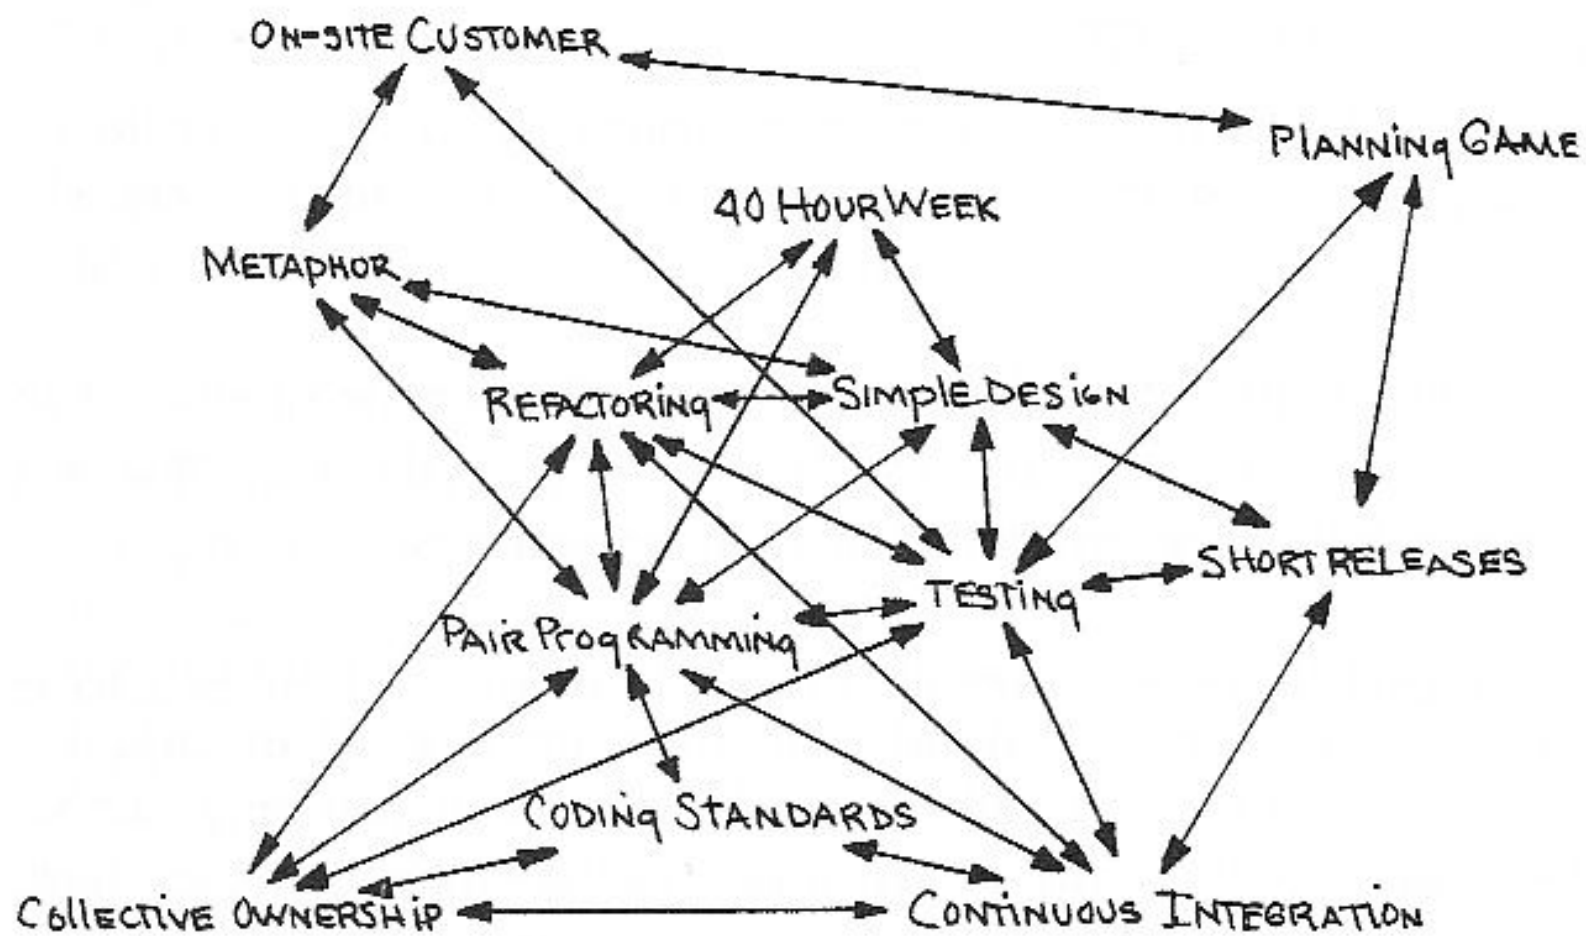 ON-SITE CUSTOMER
PLANNING GAME
40 HOUR WEEK
METAPHOR
REFACTORING
SIMPLE DESIGN
SHORT RELEASES
TESTING
PAIR PROGRAMMING
CODING STANDARDS
COLLECTIVE OWNERSHIP
CONTINUOUS INTEGRATION